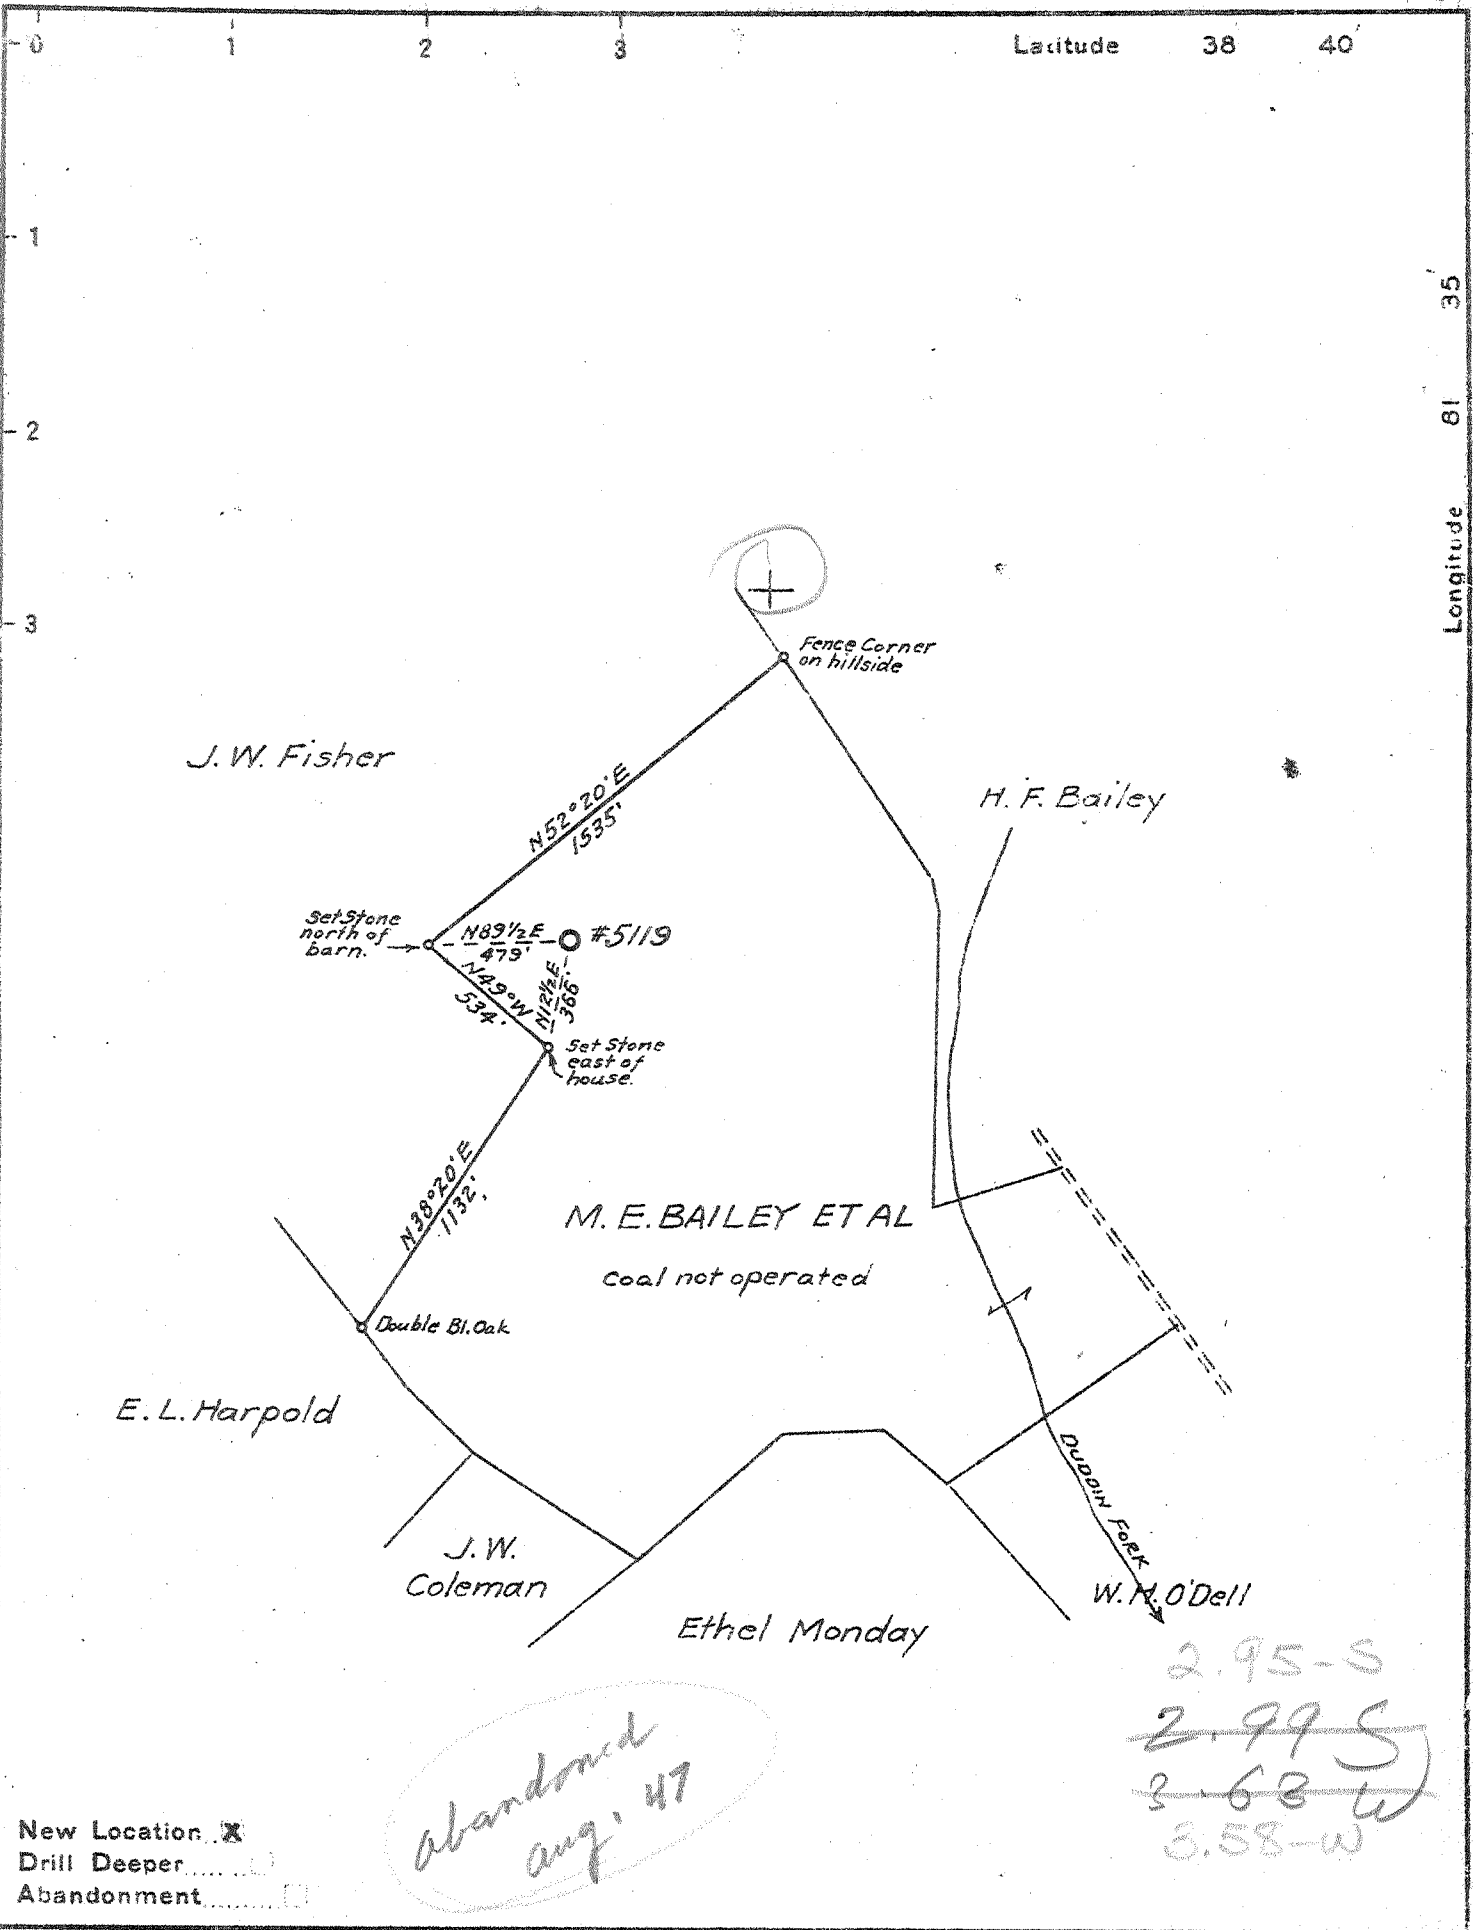 0 1 2 3 Latitude 38 40'
1
2
3
Longitude 81 35'
Fence Corner
on hillside
J.W. Fisher
H.F. Bailey
N52°20'E
1535'
Set Stone
north of
barn.
N89½E
479'
#5119
N49°W
534'
N12½E
366'
Set Stone
east of
house.
N38°20'E
1132'
M. E. BAILEY ET AL
Coal not operated
Double Bl. Oak
E. L. Harpold
DUDDIN FORK
J.W.
Coleman
W. H. O'Dell
Ethel Monday
2.95-S
2.99 S
3.63 W
3.58-W
abandoned
aug. 47
New Location X
Drill Deeper
Abandonment